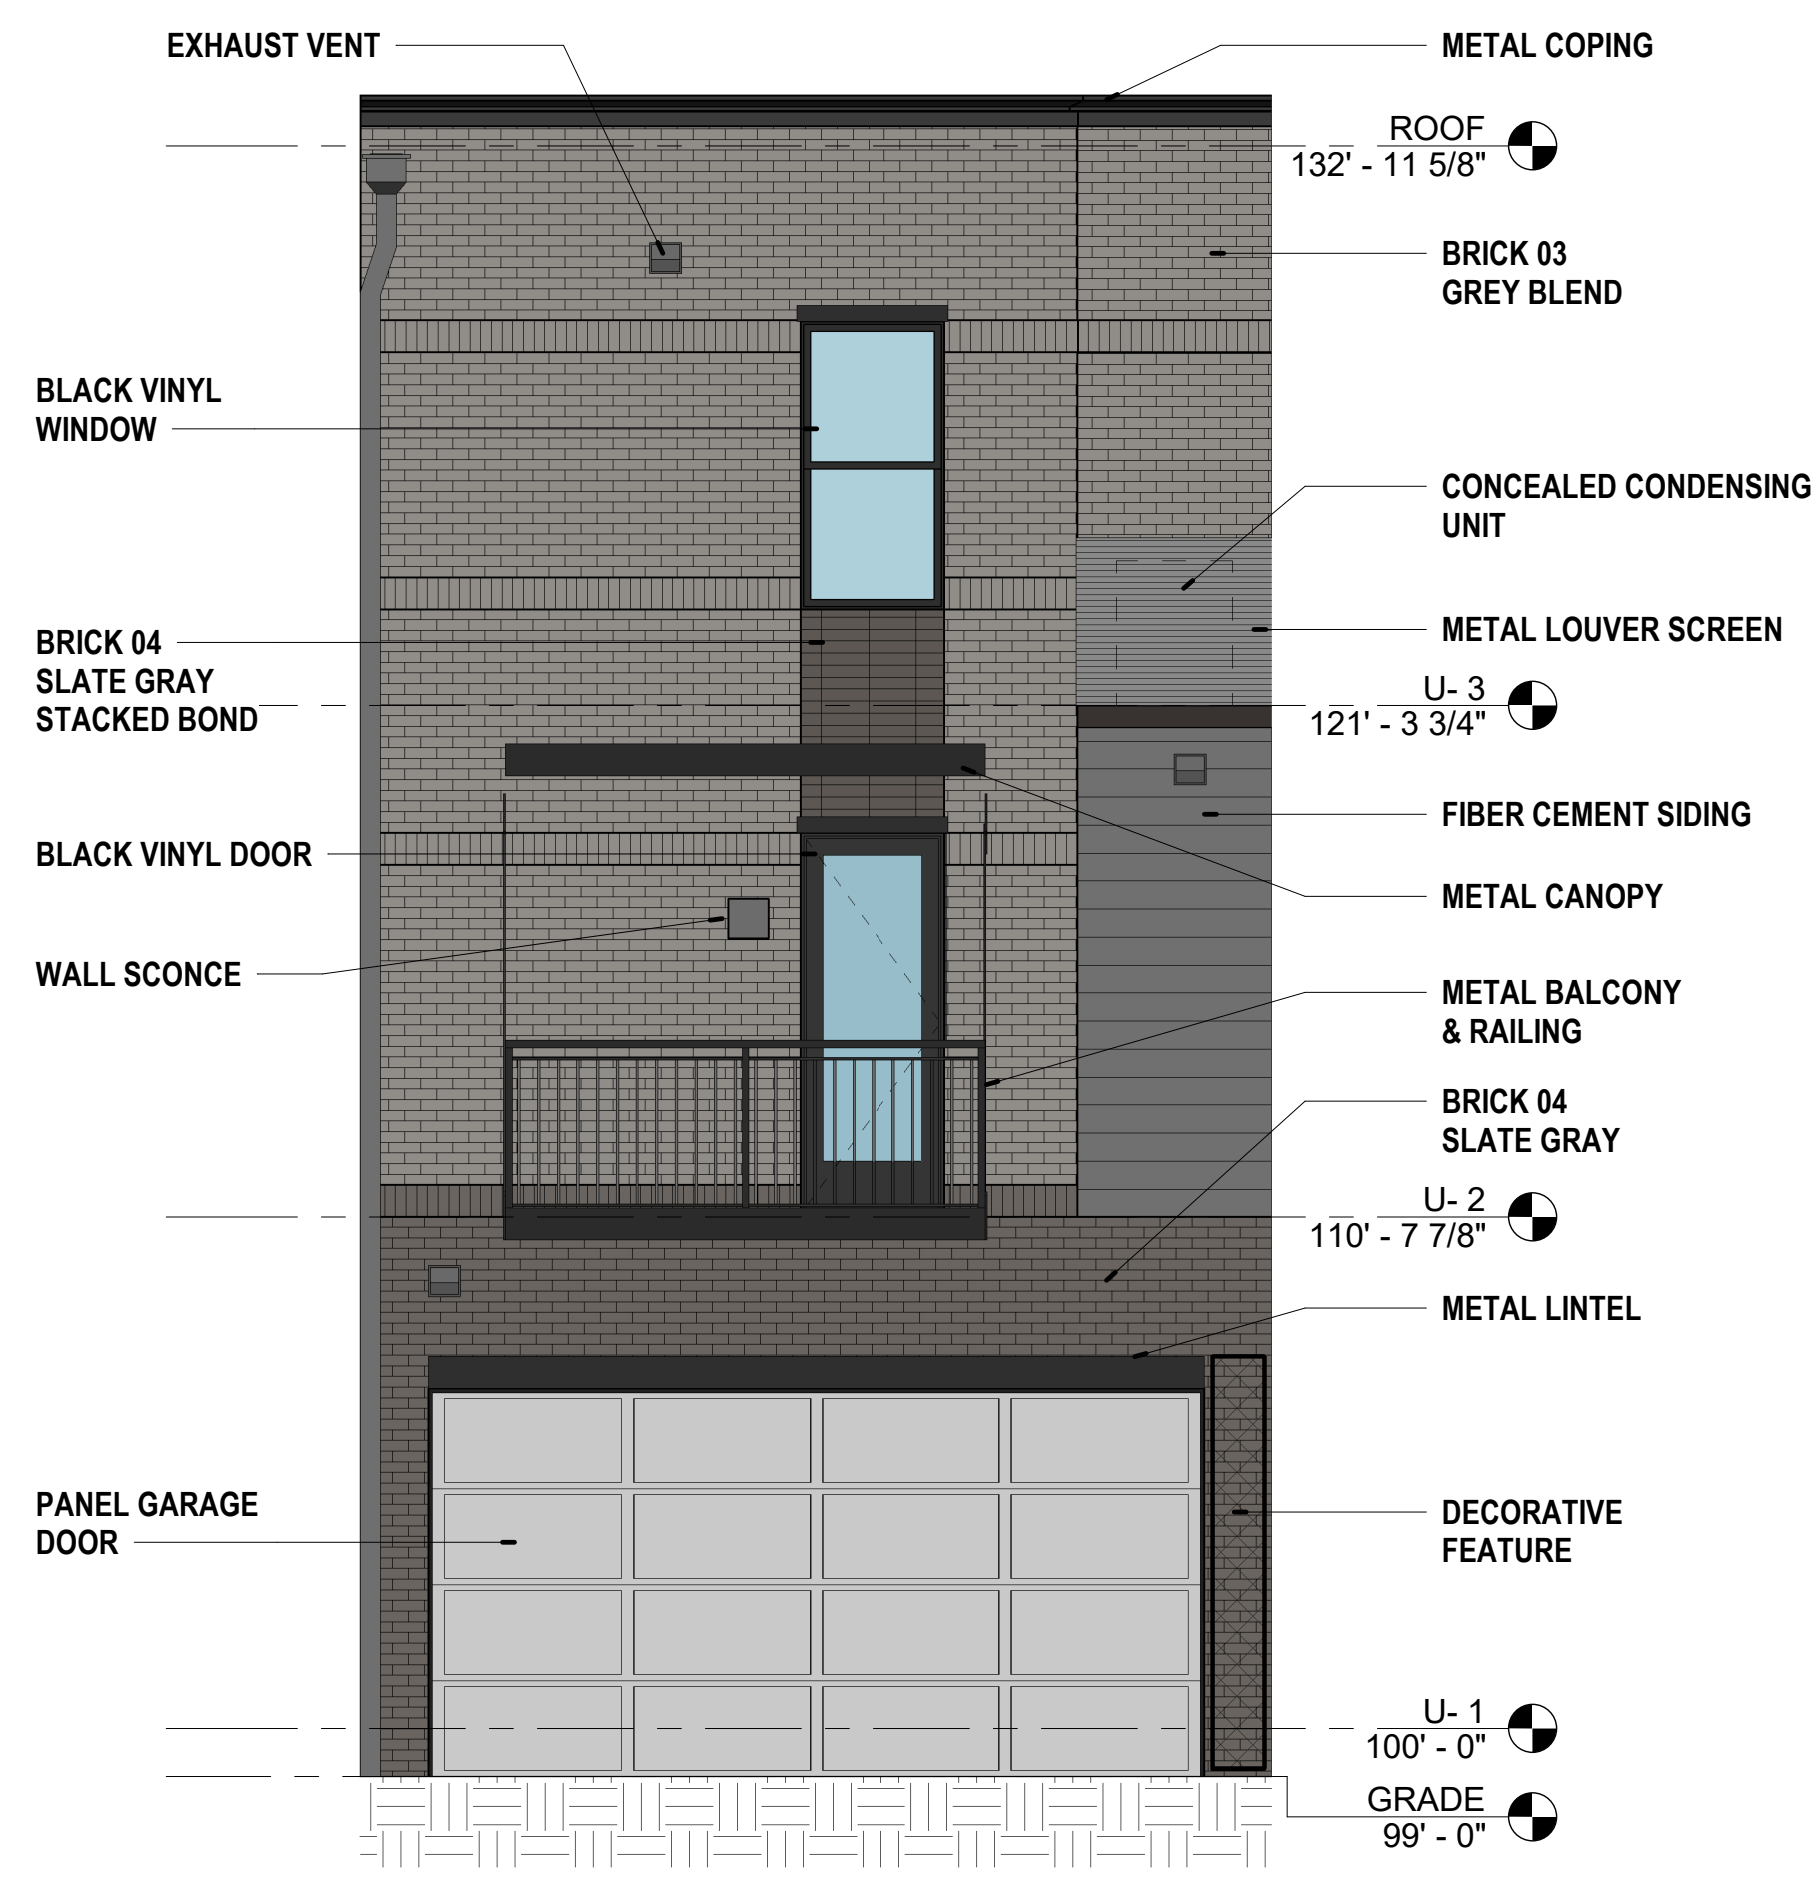 EXHAUST VENT
METAL COPING
ROOF
132' - 11 5/8"
BRICK 03
GREY BLEND
BLACK VINYL
WINDOW
CONCEALED CONDENSING
UNIT
BRICK 04
SLATE GRAY
STACKED BOND
METAL LOUVER SCREEN
U- 3
121' - 3 3/4"
FIBER CEMENT SIDING
BLACK VINYL DOOR
METAL CANOPY
WALL SCONCE
METAL BALCONY
& RAILING
BRICK 04
SLATE GRAY
U- 2
110' - 7 7/8"
METAL LINTEL
PANEL GARAGE
DOOR
DECORATIVE
FEATURE
U- 1
100' - 0"
GRADE
99' - 0"